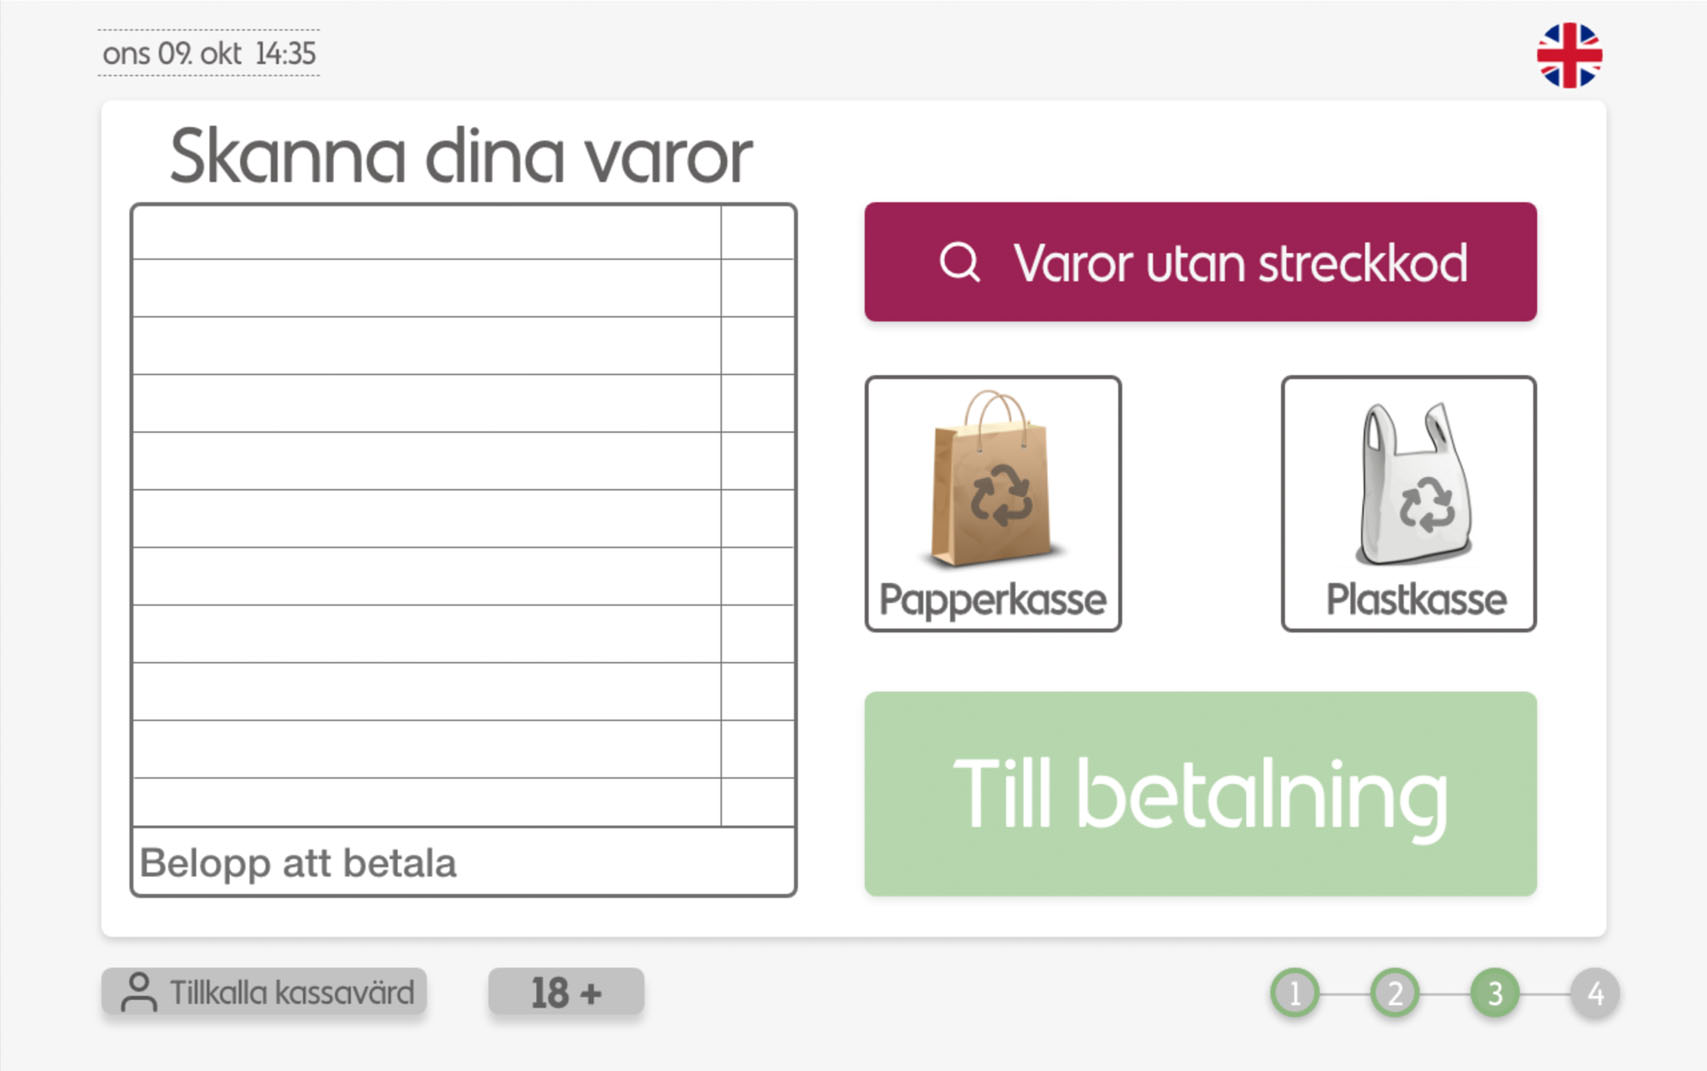 ons 09. okt 14:35
Skanna dina varor
Varor utan streckkod
Papperkasse
Plastkasse
Till betalning
Belopp att betala
Tillkalla kassavärd
18 +
1 2 3 4